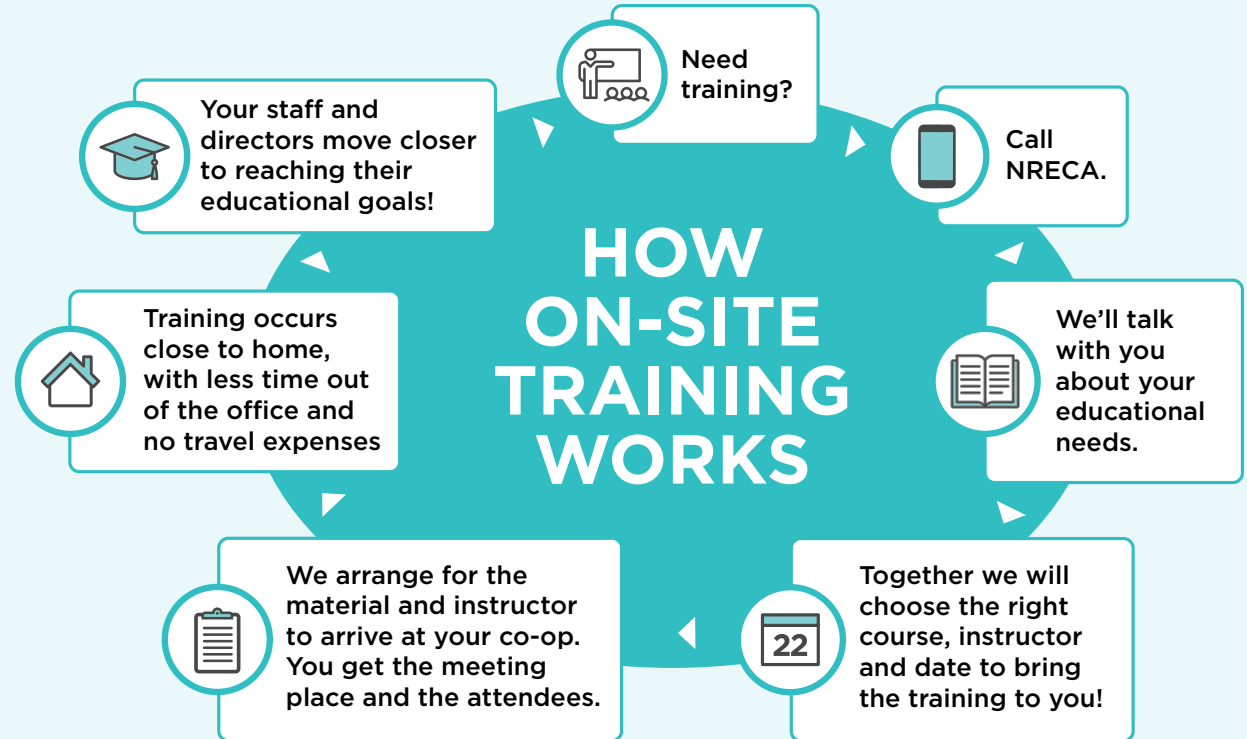 HOW
ON-SITE
TRAINING
WORKS
Need
training?
Call
NRECA.
We'll talk
with you
about your
educational
needs.
Together we will
choose the right
course, instructor
and date to bring
the training to you!
22
We arrange for the
material and instructor
to arrive at your co-op.
You get the meeting
place and the attendees.
Training occurs
close to home,
with less time out
of the office and
no travel expenses
Your staff and
directors move closer
to reaching their
educational goals!